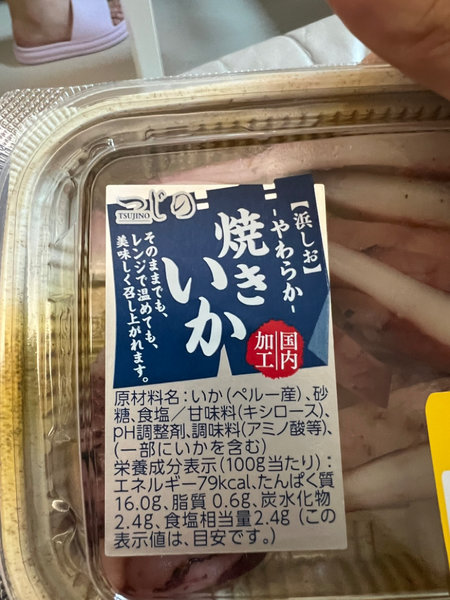 つじの
TSUJINO
【浜しお】
-やわらか-
焼き
いか
そのままでも、
レンジで温めても、
美味しく召し上がれます。
国内
加工
原材料名:いか(ペルー産)、砂
糖、食塩/甘味料(キシロース)、
pH調整剤、調味料(アミノ酸等)、
(一部にいかを含む)
栄養成分表示(100g当たり):
エネルギー79kcal、たんぱく質
16.0g、脂質 0.6g、炭水化物
2.4g、食塩相当量2.4g (この
表示値は、目安です。)